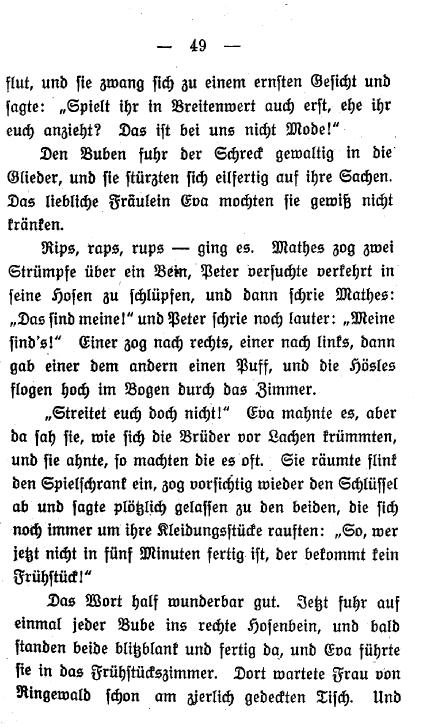 — 49 —
flut, und sie zwang sich zu einem ernsten Gesicht und
sagte: „Spielt ihr in Breitenwert auch erst, ehe ihr
euch anzieht? Das ist bei uns nicht Mode!“
Den Buben fuhr der Schreck gewaltig in die
Glieder, und sie stürzten sich eilfertig auf ihre Sachen.
Das liebliche Fräulein Eva mochten sie gewiß nicht
kränken.
Rips, raps, rups — ging es. Mathes zog zwei
Strümpfe über ein Bein, Peter versuchte verkehrt in
seine Hosen zu schlüpfen, und dann schrie Mathes:
„Das sind meine!“ und Peter schrie noch lauter: „Meine
sind's!“ Einer zog nach rechts, einer nach links, dann
gab einer dem andern einen Puff, und die Hösles
flogen hoch im Bogen durch das Zimmer.
„Streitet euch doch nicht!“ Eva mahnte es, aber
da sah sie, wie sich die Brüder vor Lachen krümmten,
und sie ahnte, so machten die es oft. Sie räumte flink
den Spielschrank ein, zog vorsichtig wieder den Schlüssel
ab und sagte plötzlich gelassen zu den beiden, die sich
noch immer um ihre Kleidungsstücke rauften: „So, wer
jetzt nicht in fünf Minuten fertig ist, der bekommt kein
Frühstück!“
Das Wort half wunderbar gut. Jetzt fuhr auf
einmal jeder Bube ins rechte Hosenbein, und bald
standen beide blitzblank und fertig da, und Eva führte
sie in das Frühstückszimmer. Dort wartete Frau von
Ringewald schon am zierlich gedeckten Tisch. Und